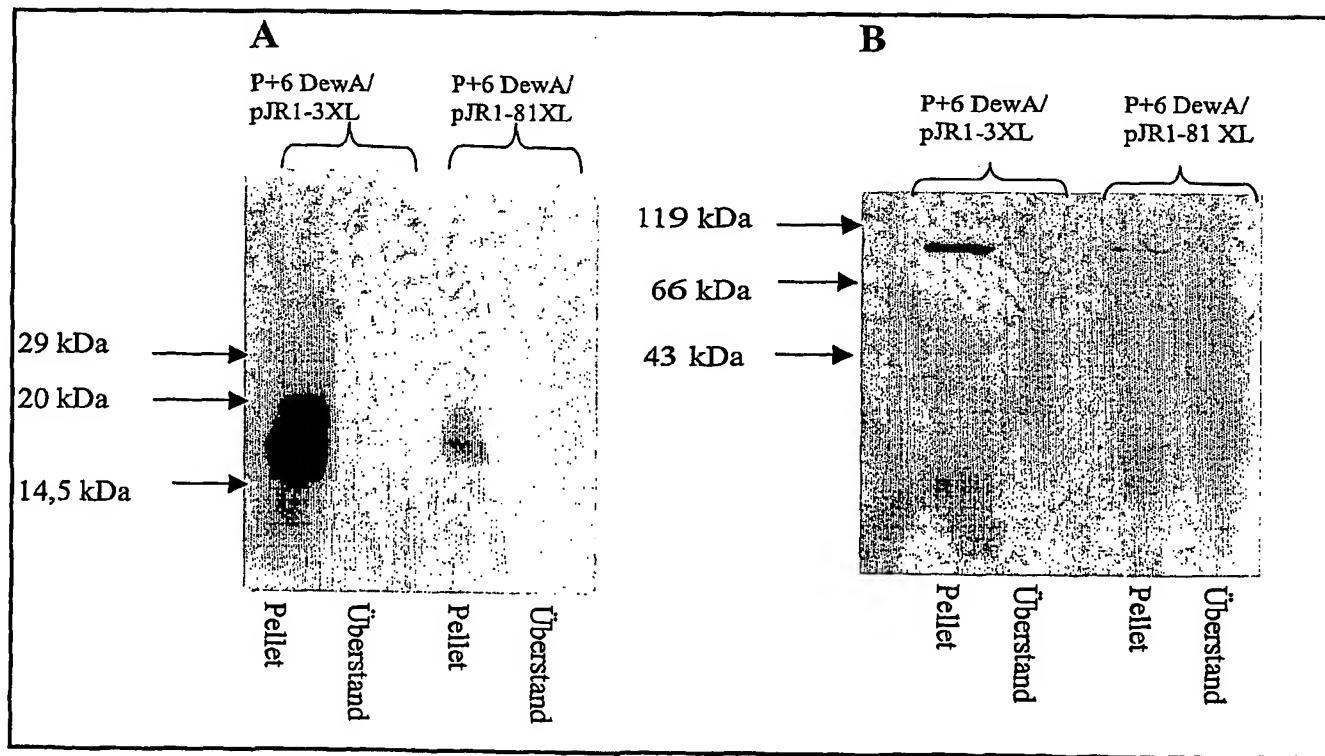 A
P+6 DewA/
pJR1-3XL
P+6 DewA/
pJR1-81XL
29 kDa
20 kDa
14,5 kDa
Pellet
Überstand
Pellet
Überstand
B
P+6 DewA/
pJR1-3XL
P+6 DewA/
pJR1-81 XL
119 kDa
66 kDa
43 kDa
Pellet
Überstand
Pellet
Überstand